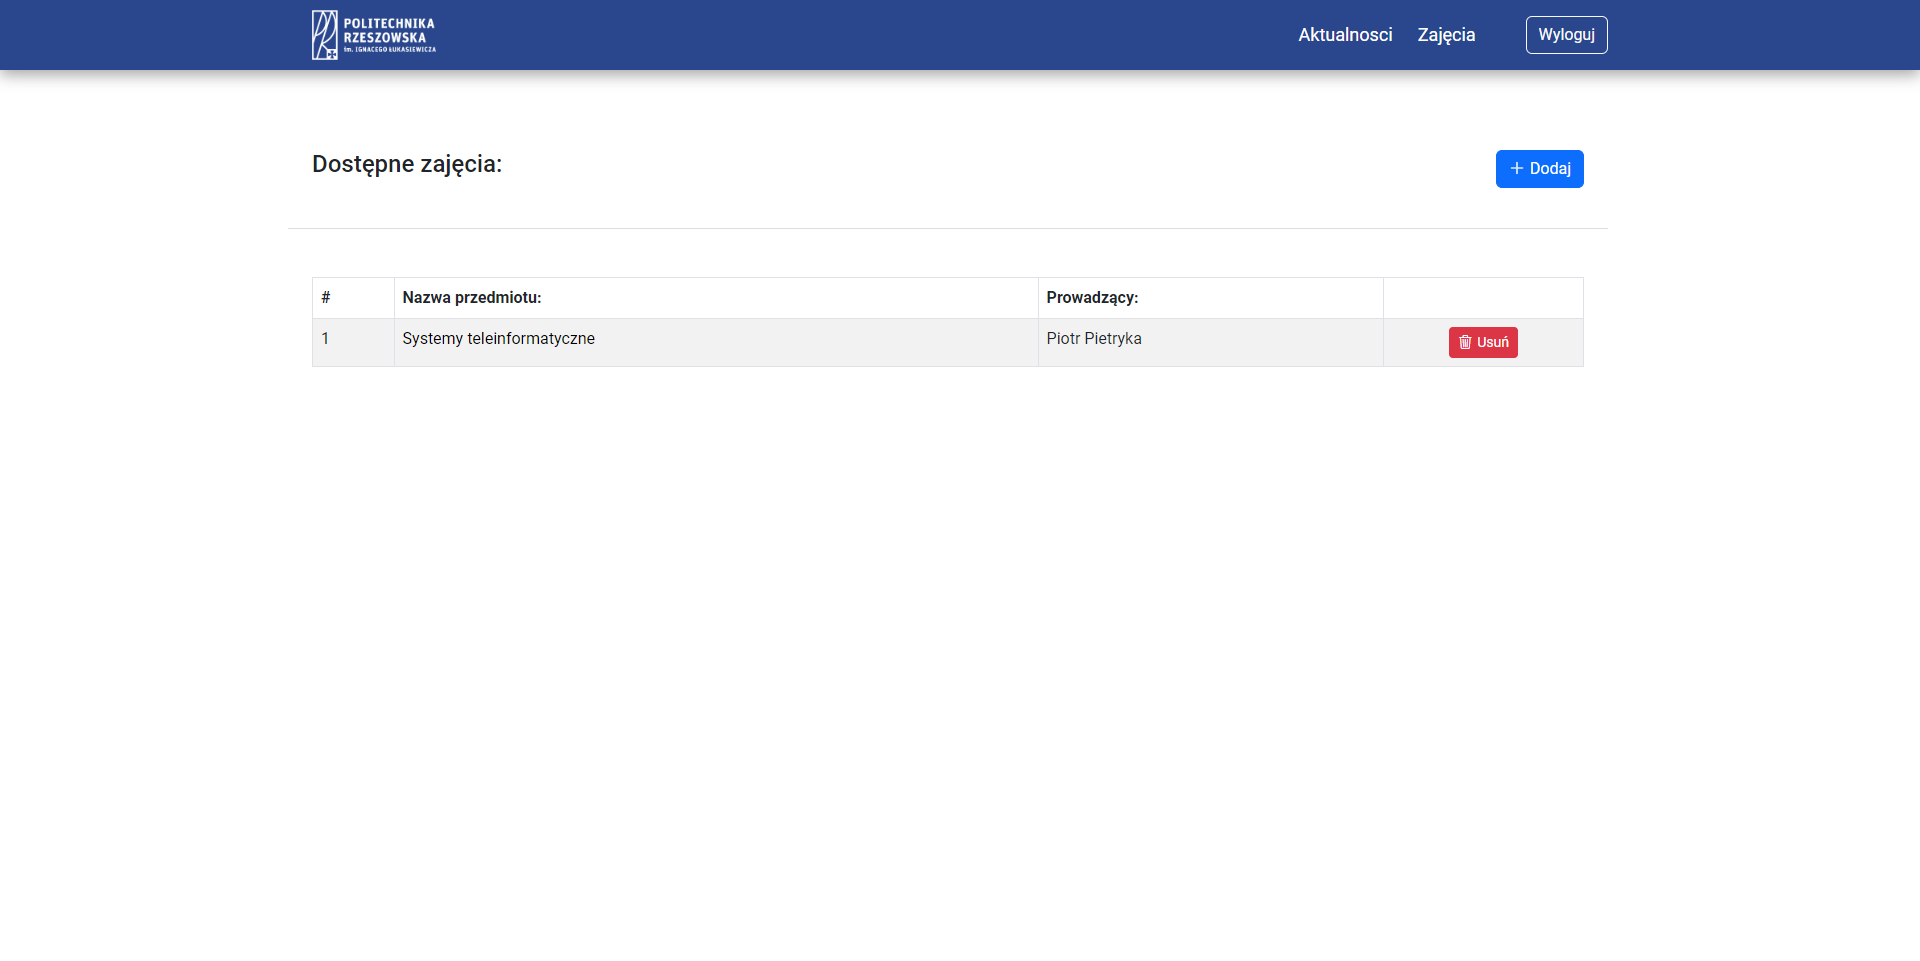 POLITECHNIKA
RZESZOWSKA
im. IGNACEGO ŁUKASIEWICZA
Aktualnosci Zajęcia Wyloguj
Dostępne zajęcia:
+ Dodaj
# Nazwa przedmiotu: Prowadzący:
1 Systemy teleinformatyczne Piotr Pietryka Usuń